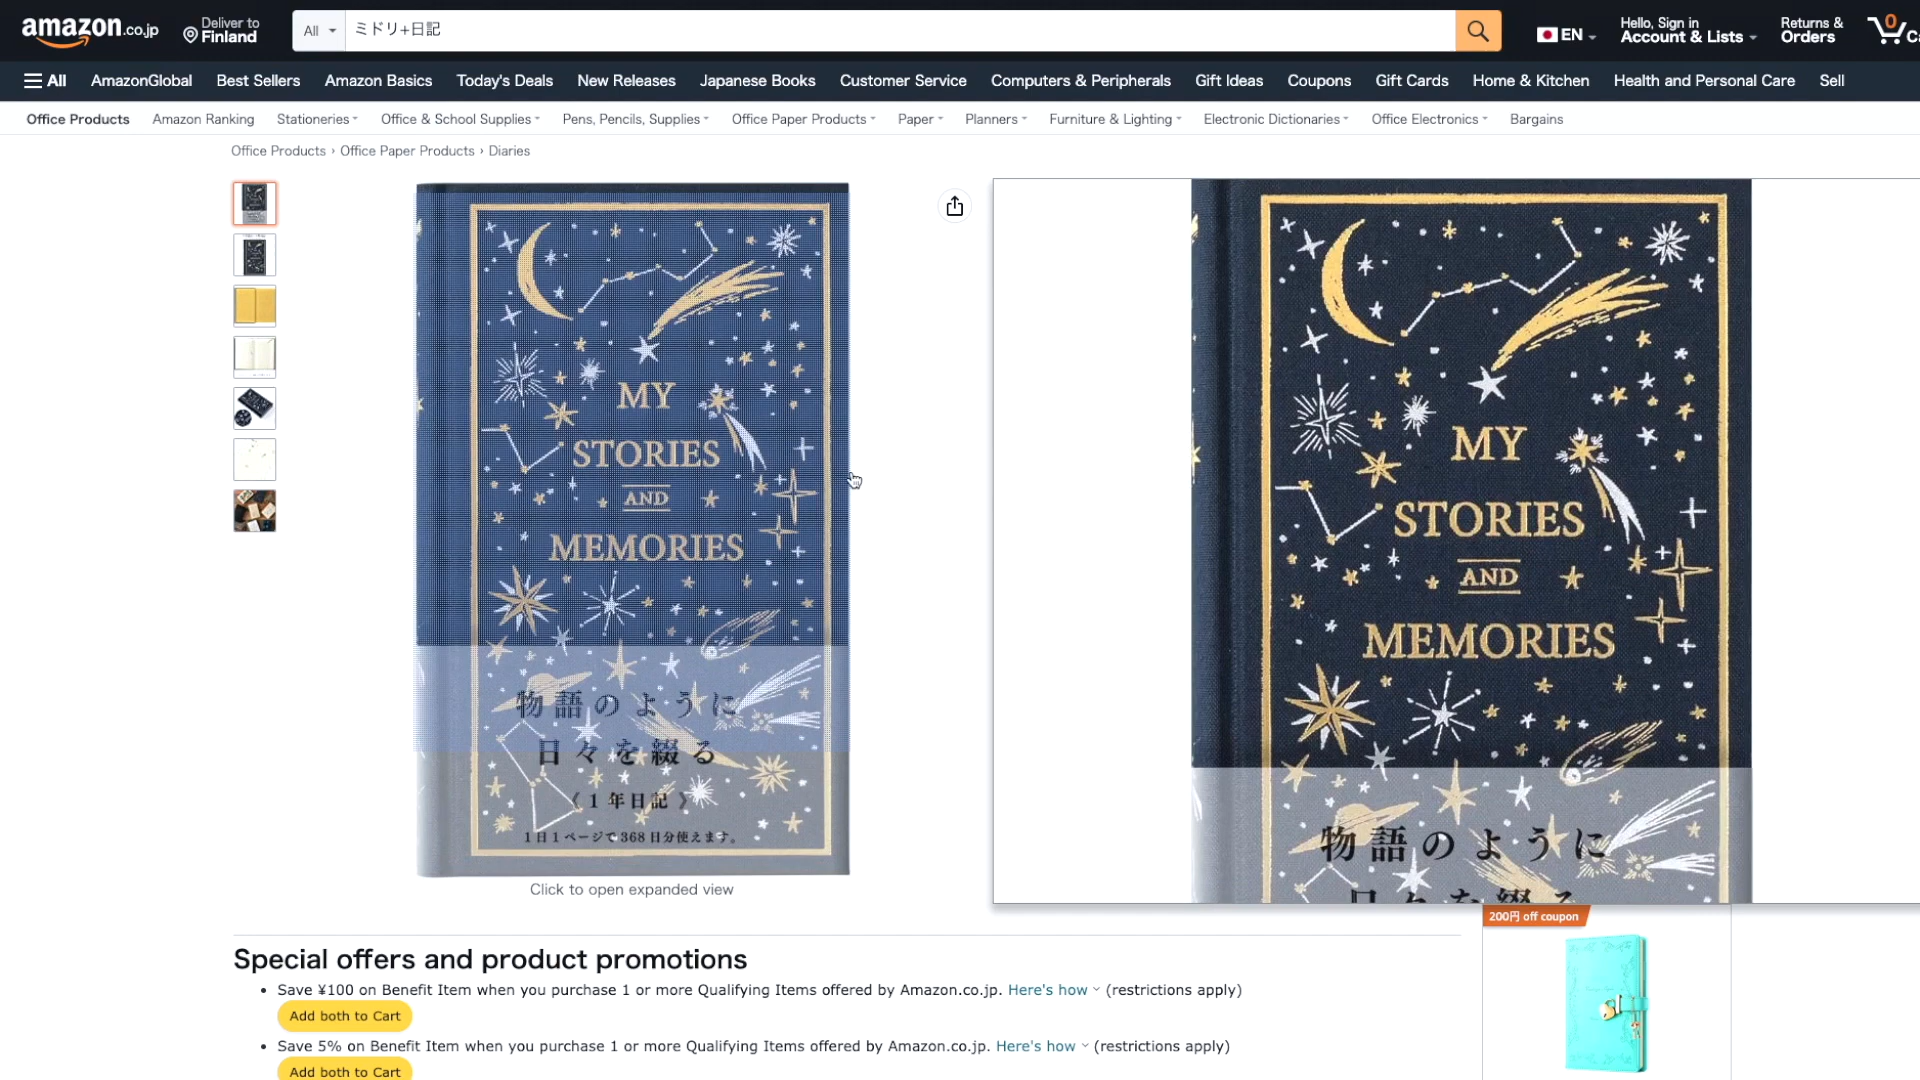 amazon.co.jp
Deliver to
Finland
All
ミドリ+日記
EN
Hello, Sign in
Account & Lists
Returns &
Orders
0
All
AmazonGlobal
Best Sellers
Amazon Basics
Today's Deals
New Releases
Japanese Books
Customer Service
Computers & Peripherals
Gift Ideas
Coupons
Gift Cards
Home & Kitchen
Health and Personal Care
Sell
Office Products
Amazon Ranking
Stationeries
Office & School Supplies
Pens, Pencils, Supplies
Office Paper Products
Paper
Planners
Furniture & Lighting
Electronic Dictionaries
Office Electronics
Bargains
Office Products › Office Paper Products › Diaries
MY
STORIES
AND
MEMORIES
物語のように
日々を綴る
《1年日記》
1日1ページで368日分使えます。
Click to open expanded view
MY
STORIES
AND
MEMORIES
物語のように
Special offers and product promotions
Save ¥100 on Benefit Item when you purchase 1 or more Qualifying Items offered by Amazon.co.jp. Here's how (restrictions apply)
Add both to Cart
Save 5% on Benefit Item when you purchase 1 or more Qualifying Items offered by Amazon.co.jp. Here's how (restrictions apply)
Add both to Cart
200円 off coupon